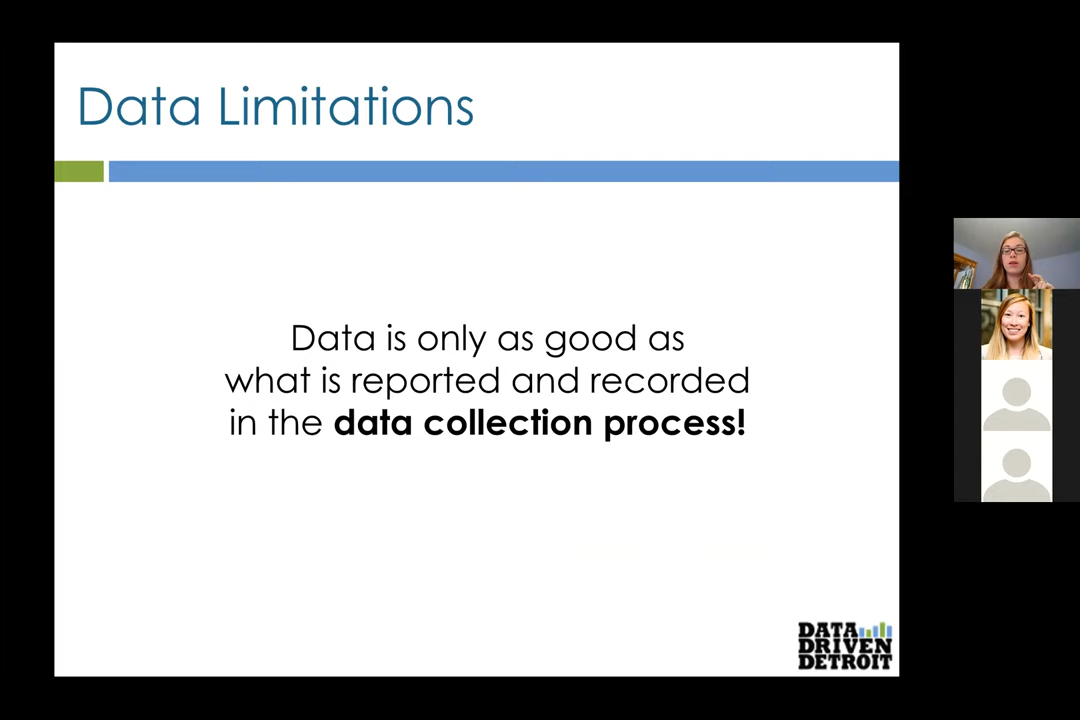 Data Limitations
Data is only as good as
what is reported and recorded
in the data collection process!
DATA
DRIVEN
DETROIT